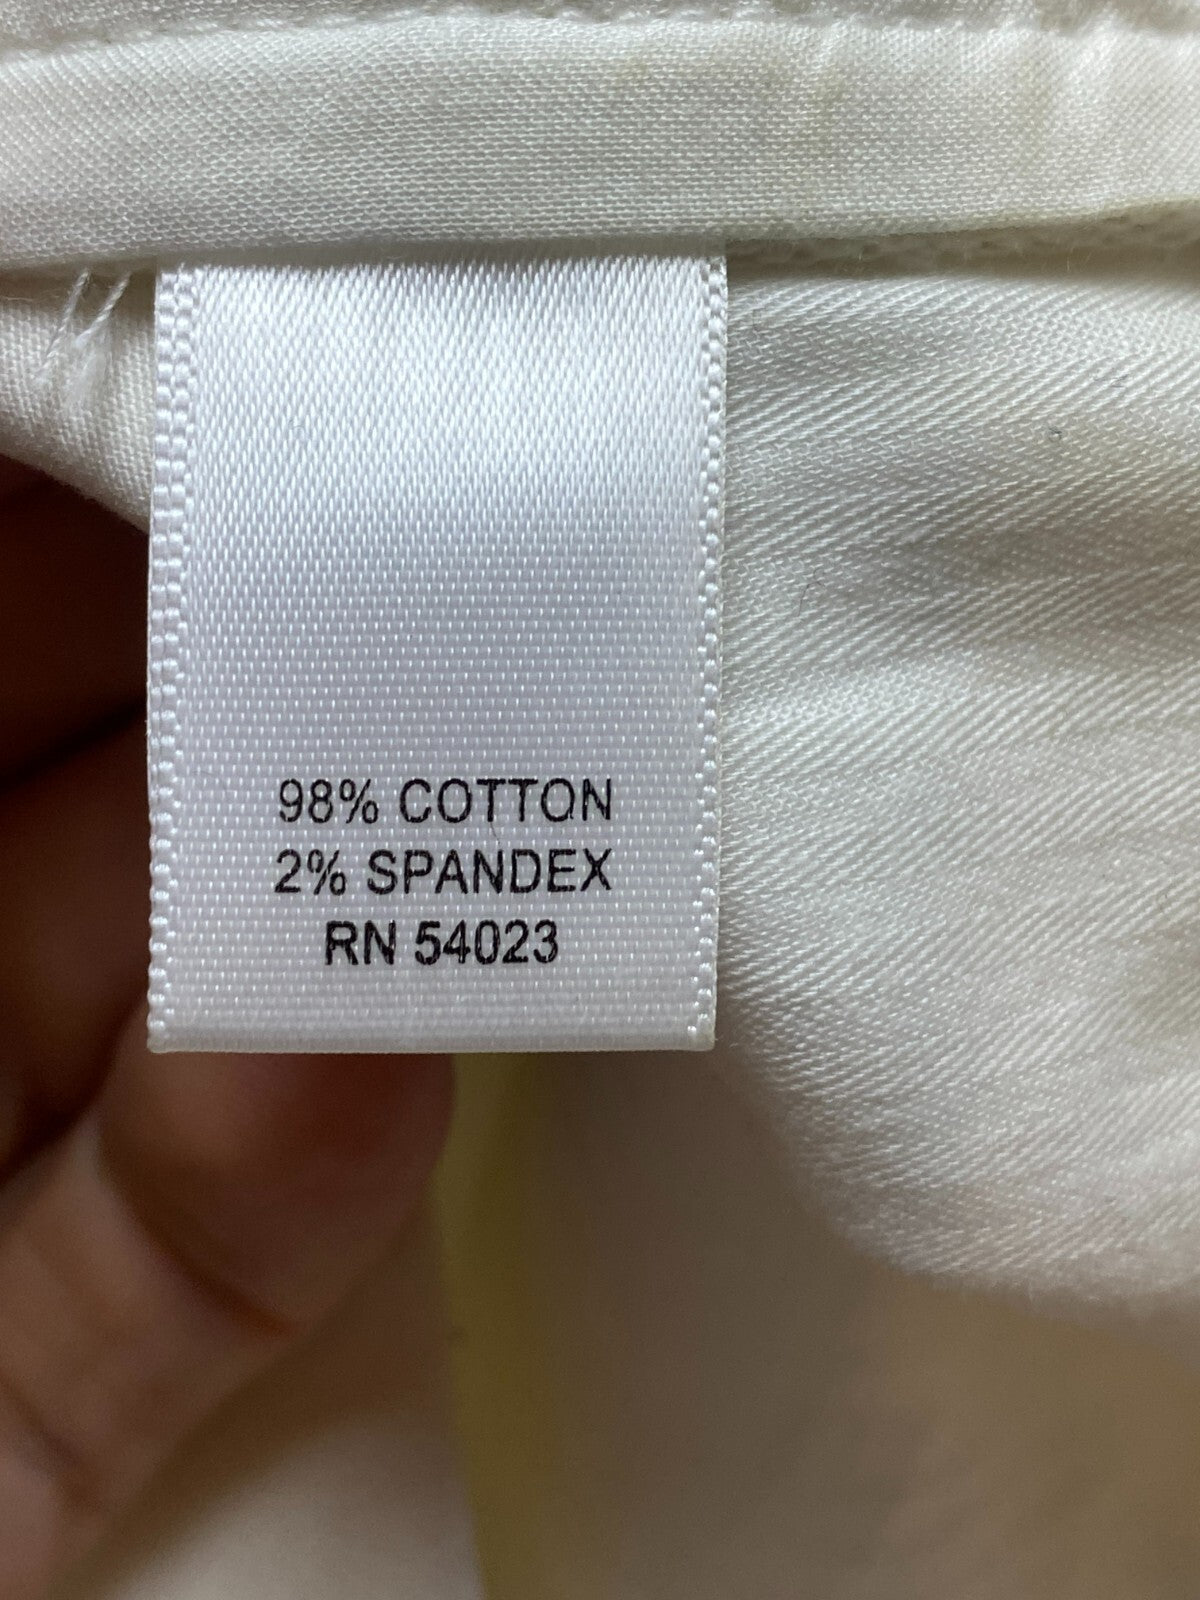 98% COTTON
2% SPANDEX
RN 54023